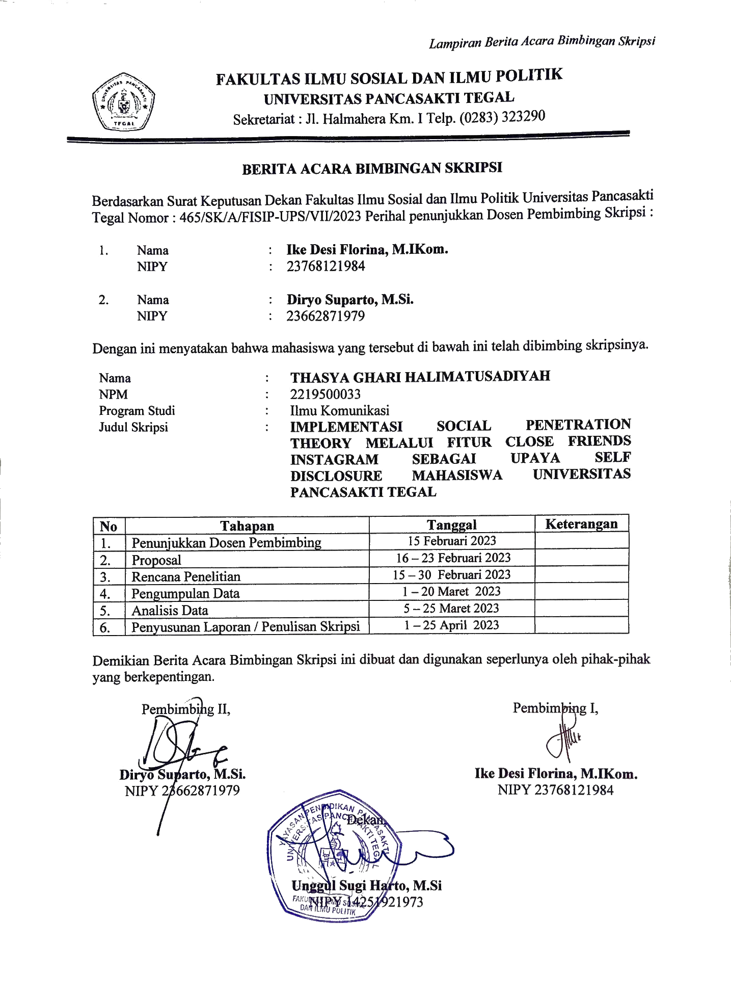 Lampiran Berita Acara Bimbingan Skripsi
UNIVERSITAS PANCASAKTI
TEGAL
FAKULTAS ILMU SOSIAL DAN ILMU POLITIK
UNIVERSITAS PANCASAKTI TEGAL
Sekretariat : Jl. Halmahera Km. I Telp. (0283) 323290
BERITA ACARA BIMBINGAN SKRIPSI
Berdasarkan Surat Keputusan Dekan Fakultas Ilmu Sosial dan Ilmu Politik Universitas Pancasakti
Tegal Nomor : 465/SK/A/FISIP-UPS/VII/2023 Perihal penunjukkan Dosen Pembimbing Skripsi :
1. Nama : Ike Desi Florina, M.IKom.
NIPY : 23768121984
2. Nama : Diryo Suparto, M.Si.
NIPY : 23662871979
Dengan ini menyatakan bahwa mahasiswa yang tersebut di bawah ini telah dibimbing skripsinya.
Nama : THASYA GHARI HALIMATUSADIYAH
NPM : 2219500033
Program Studi : Ilmu Komunikasi
Judul Skripsi : IMPLEMENTASI SOCIAL PENETRATION
THEORY MELALUI FITUR CLOSE FRIENDS
INSTAGRAM SEBAGAI UPAYA SELF
DISCLOSURE MAHASISWA UNIVERSITAS
PANCASAKTI TEGAL
No Tahapan Tanggal Keterangan
1. Penunjukkan Dosen Pembimbing 15 Februari 2023
2. Proposal 16 – 23 Februari 2023
3. Rencana Penelitian 15 – 30 Februari 2023
4. Pengumpulan Data 1 – 20 Maret 2023
5. Analisis Data 5 – 25 Maret 2023
6. Penyusunan Laporan / Penulisan Skripsi 1 – 25 April 2023
Demikian Berita Acara Bimbingan Skripsi ini dibuat dan digunakan seperlunya oleh pihak-pihak
yang berkepentingan.
Pembimbing II, Pembimbing I,
Diryo Suparto, M.Si. Ike Desi Florina, M.IKom.
NIPY 23662871979 NIPY 23768121984
YAYASAN PENDIDIKAN PANCASAKTI
UNIVERSITAS PANCASAKTI TEGAL
Dekan,
Unggul Sugi Harto, M.Si
NIPY 14251921973
FAKULTAS ILMU SOSIAL
DAN ILMU POLITIK